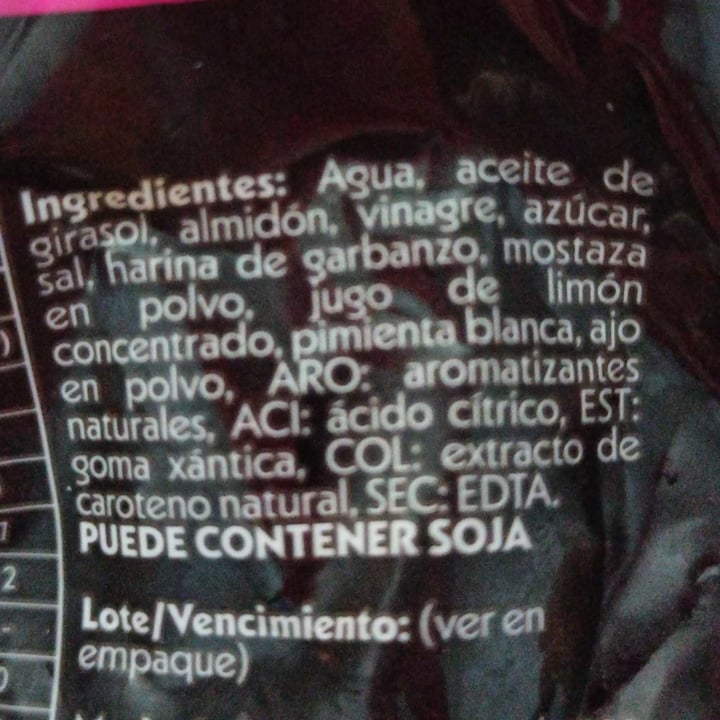 Ingredientes: Agua, aceite de
girasol, almidón, vinagre, azúcar,
sal, harina de garbanzo, mostaza
en polvo, jugo de limón
concentrado, pimienta blanca, ajo
en polvo, ARO: aromatizantes
naturales, ACI: ácido cítrico, EST:
goma xántica, COL: extracto de
caroteno natural, SEC: EDTA.
PUEDE CONTENER SOJA
Lote/Vencimiento: (ver en
empaque)